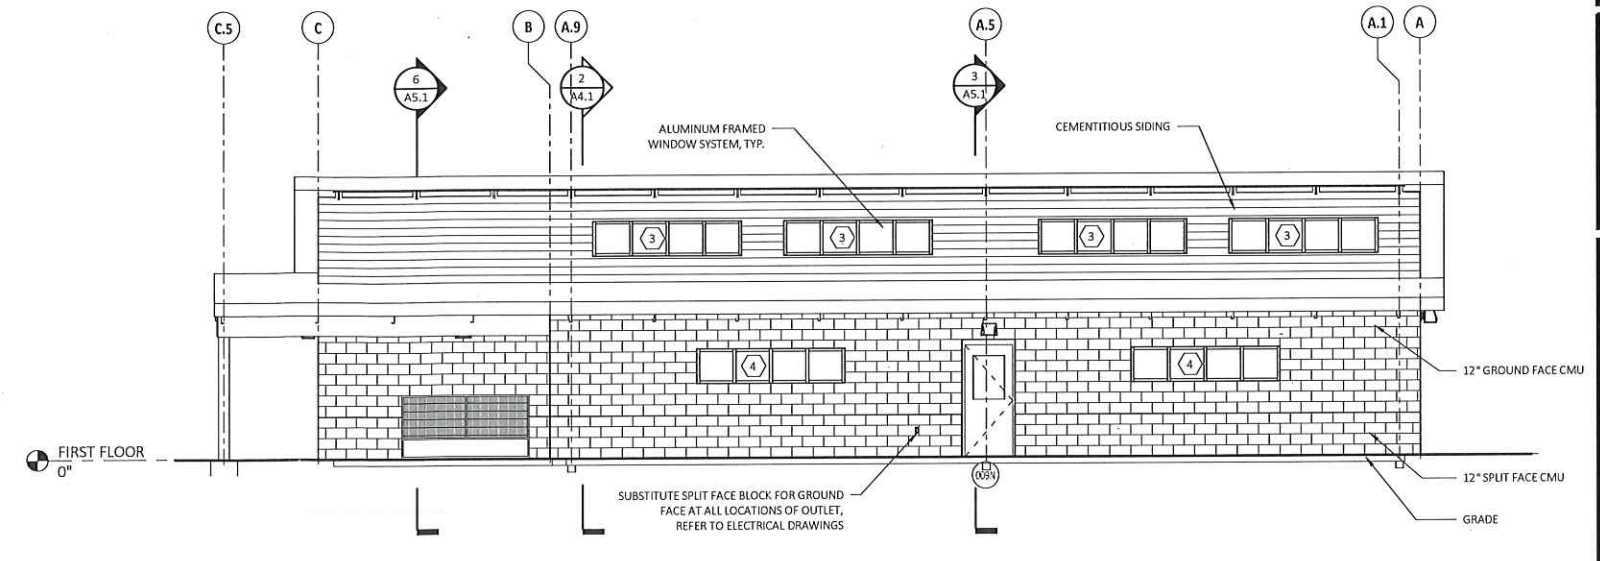 C.5
C
B
A.9
A.5
A.1
A
6
A5.1
2
A4.1
3
A5.1
ALUMINUM FRAMED
WINDOW SYSTEM, TYP.
CEMENTITIOUS SIDING
3
3
3
3
4
4
12" GROUND FACE CMU
FIRST FLOOR
0"
SUBSTITUTE SPLIT FACE BLOCK FOR GROUND
FACE AT ALL LOCATIONS OF OUTLET,
REFER TO ELECTRICAL DRAWINGS
12" SPLIT FACE CMU
GRADE